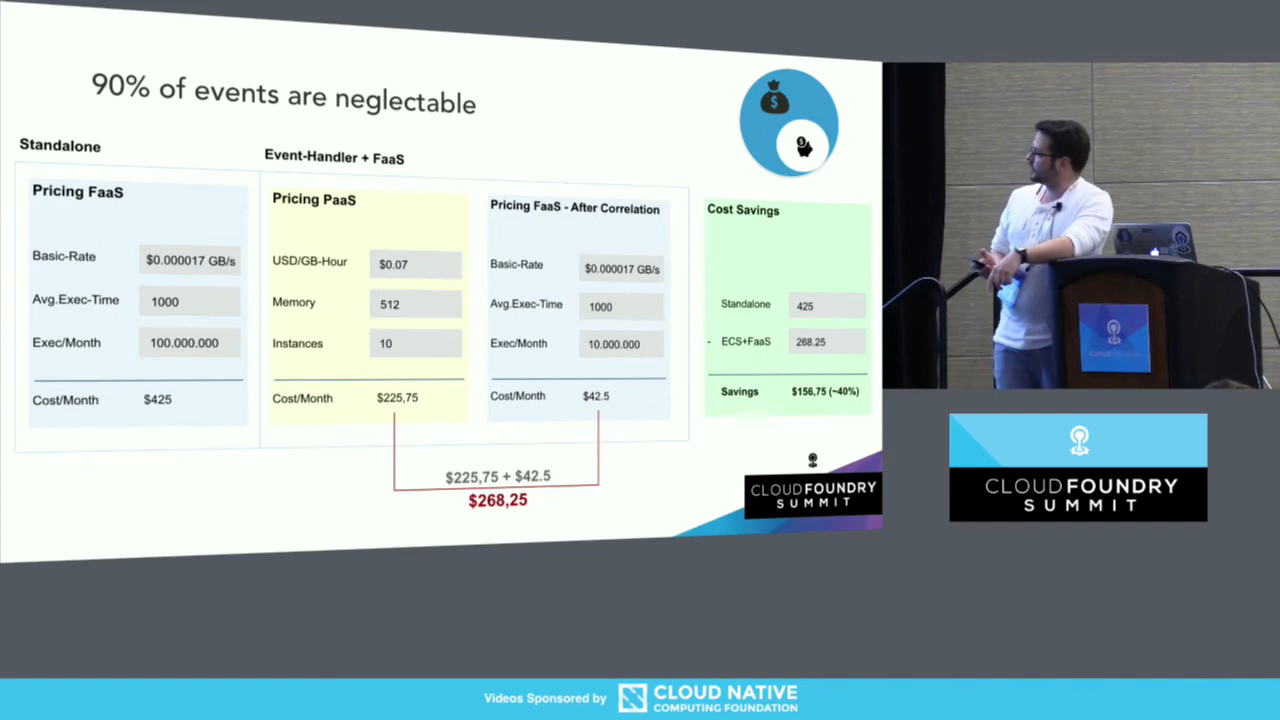 90% of events are neglectable
Standalone
Event-Handler + FaaS
Pricing FaaS
Basic-Rate $0.000017 GB/s
Avg.Exec-Time 1000
Exec/Month 100.000.000
Cost/Month $425
Pricing PaaS
USD/GB-Hour $0.07
Memory 512
Instances 10
Cost/Month $225,75
Pricing FaaS - After Correlation
Basic-Rate $0.000017 GB/s
Avg.Exec-Time 1000
Exec/Month 10.000.000
Cost/Month $42.5
$225,75 + $42.5
$268,25
Cost Savings
Standalone 425
- ECS+FaaS 268.25
Savings $156,75 (~40%)
CLOUDFOUNDRY
SUMMIT
CLOUDFOUNDRY
CLOUDFOUNDRY
SUMMIT
Videos Sponsored by
CLOUD NATIVE
COMPUTING FOUNDATION